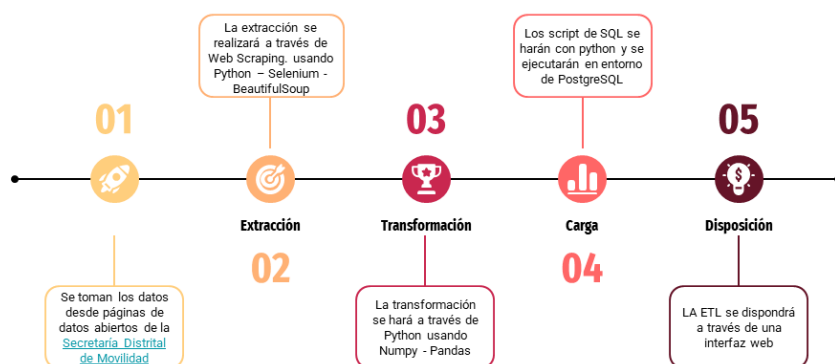 01
Se toman los datos
desde páginas de
datos abiertos de la
Secretaría Distrital
de Movilidad
La extracción se
realizará a través de
Web Scraping. usando
Python – Selenium -
BeautifulSoup
Extracción
02
03
Transformación
La transformación
se hará a través de
Python usando
Numpy - Pandas
Los script de SQL se
harán con python y se
ejecutarán en entorno
de PostgreSQL
Carga
04
05
$
Disposición
LA ETL se dispondrá
a través de una
interfaz web